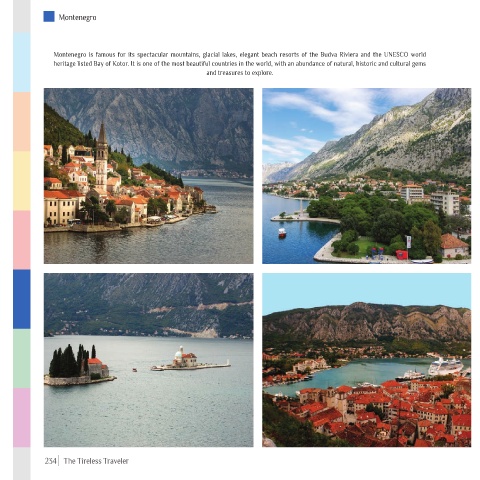 Montenegro
Montenegro is famous for its spectacular mountains, glacial lakes, elegant beach resorts of the Budva Riviera and the UNESCO world
heritage listed Bay of Kotor. It is one of the most beautiful countries in the world, with an abundance of natural, historic and cultural gems
and treasures to explore.
234 The Tireless Traveler